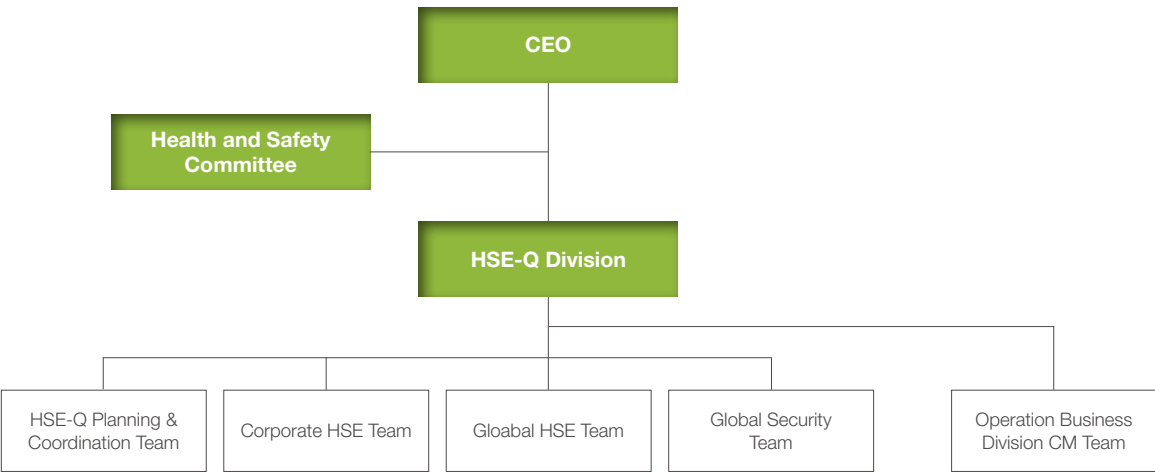 CEO
Health and Safety
Committee
HSE-Q Division
HSE-Q Planning &
Coordination Team
Corporate HSE Team
Gloabal HSE Team
Global Security
Team
Operation Business
Division CM Team